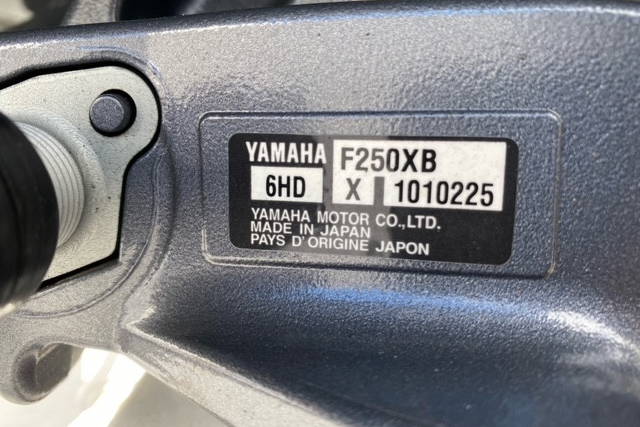 YAMAHA F250XB
6HD X 1010225
YAMAHA MOTOR CO.,LTD.
MADE IN JAPAN
PAYS D'ORIGINE JAPON